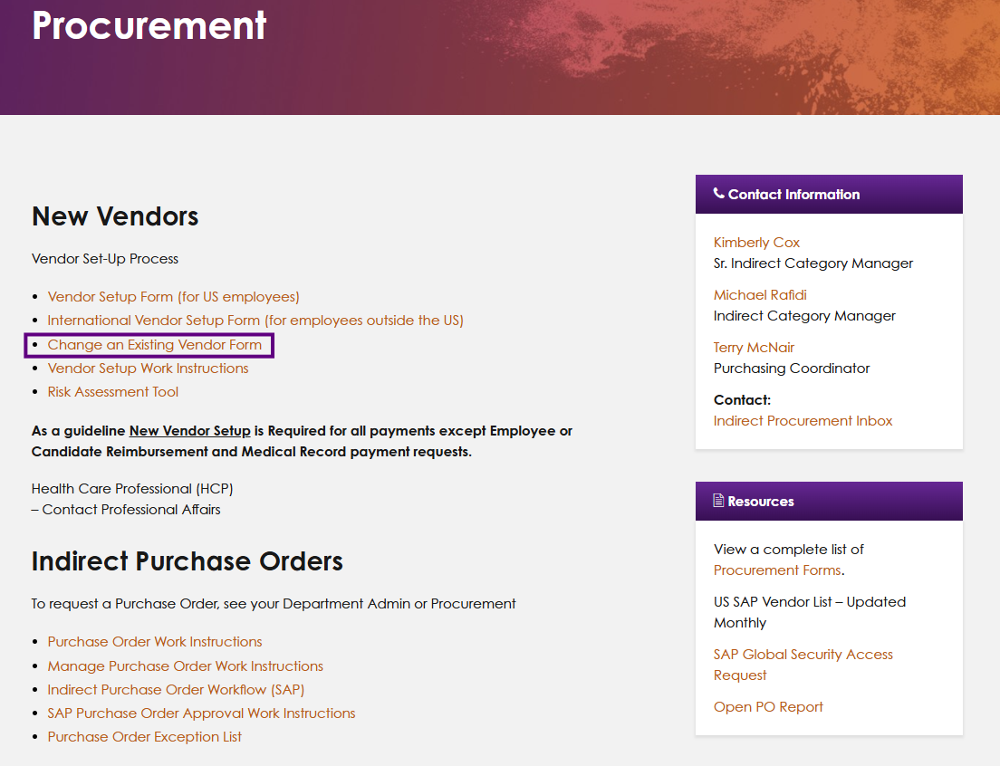 Procurement
New Vendors
Vendor Set-Up Process
Vendor Setup Form (for US employees)
International Vendor Setup Form (for employees outside the US)
Change an Existing Vendor Form
Vendor Setup Work Instructions
Risk Assessment Tool
As a guideline New Vendor Setup is Required for all payments except Employee or
Candidate Reimbursement and Medical Record payment requests.
Health Care Professional (HCP)
– Contact Professional Affairs
Indirect Purchase Orders
To request a Purchase Order, see your Department Admin or Procurement
Purchase Order Work Instructions
Manage Purchase Order Work Instructions
Indirect Purchase Order Workflow (SAP)
SAP Purchase Order Approval Work Instructions
Purchase Order Exception List
Contact Information
Kimberly Cox
Sr. Indirect Category Manager
Michael Rafidi
Indirect Category Manager
Terry McNair
Purchasing Coordinator
Contact:
Indirect Procurement Inbox
Resources
View a complete list of
Procurement Forms.
US SAP Vendor List – Updated
Monthly
SAP Global Security Access
Request
Open PO Report